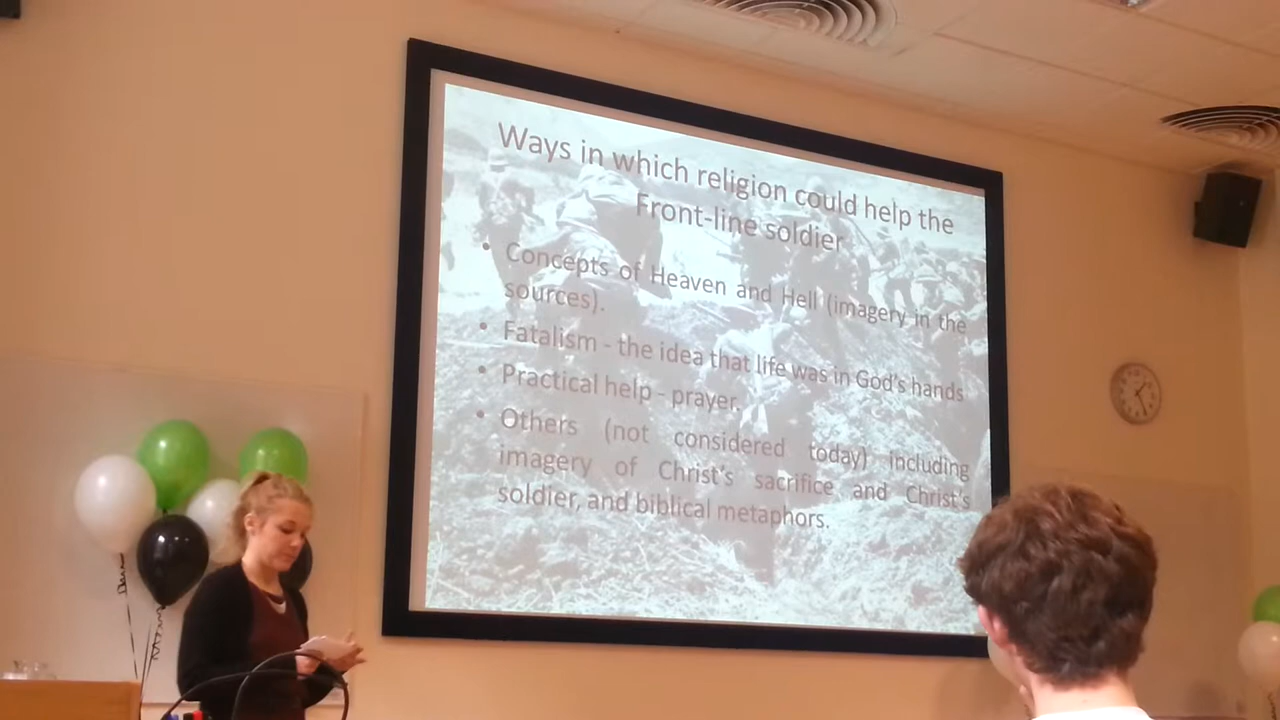 Ways in which religion could help the
Front-line soldier
• Concepts of Heaven and Hell (imagery in the
sources).
• Fatalism - the idea that life was in God's hands
• Practical help - prayer.
• Others (not considered today) including
imagery of Christ's sacrifice and Christ's
soldier, and biblical metaphors.